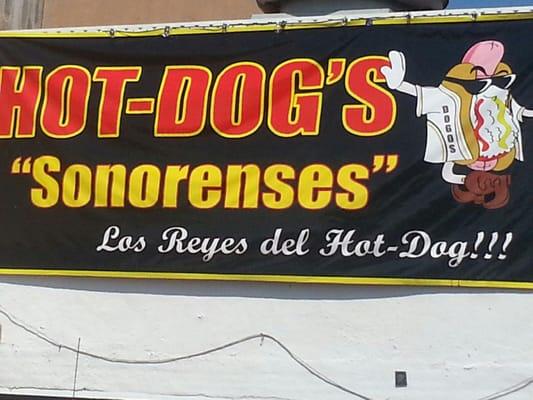 HOT-DOG'S
"Sonorenses"
Los Reyes del Hot-Dog!!!
DOGOS